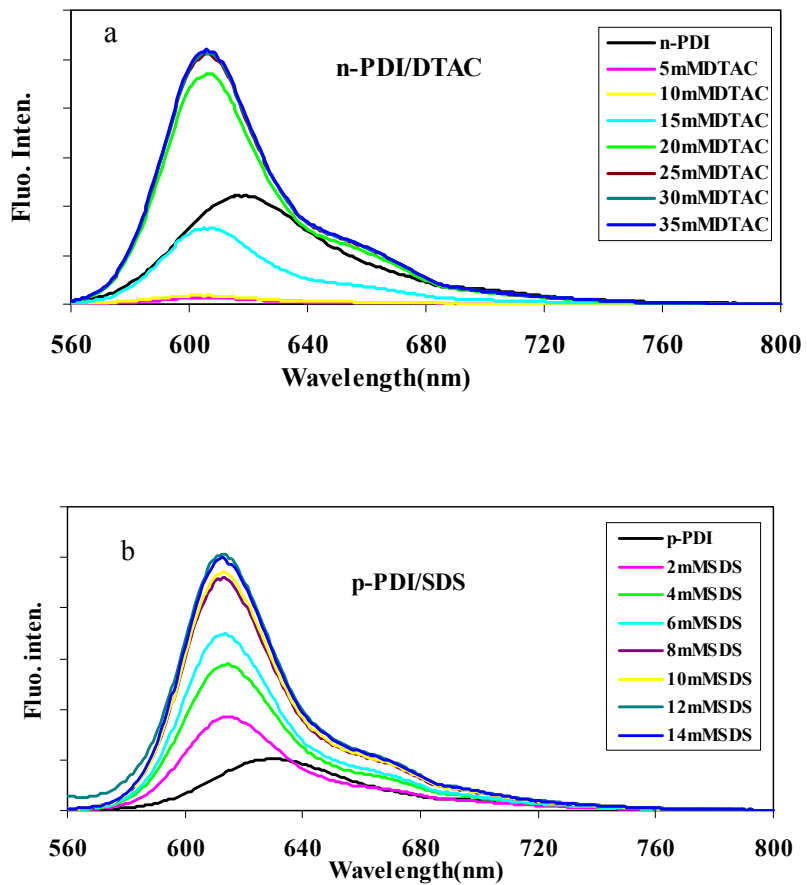 a
n-PDI/DTAC
n-PDI
5mMDTAC
10mMDTAC
15mMDTAC
20mMDTAC
25mMDTAC
30mMDTAC
35mMDTAC
Fluo. Inten.
560 600 640 680 720 760 800
Wavelength(nm)
b
p-PDI/SDS
p-PDI
2mMSDS
4mMSDS
6mMSDS
8mMSDS
10mMSDS
12mMSDS
14mMSDS
Fluo. inten.
560 600 640 680 720 760 800
Wavelength(nm)